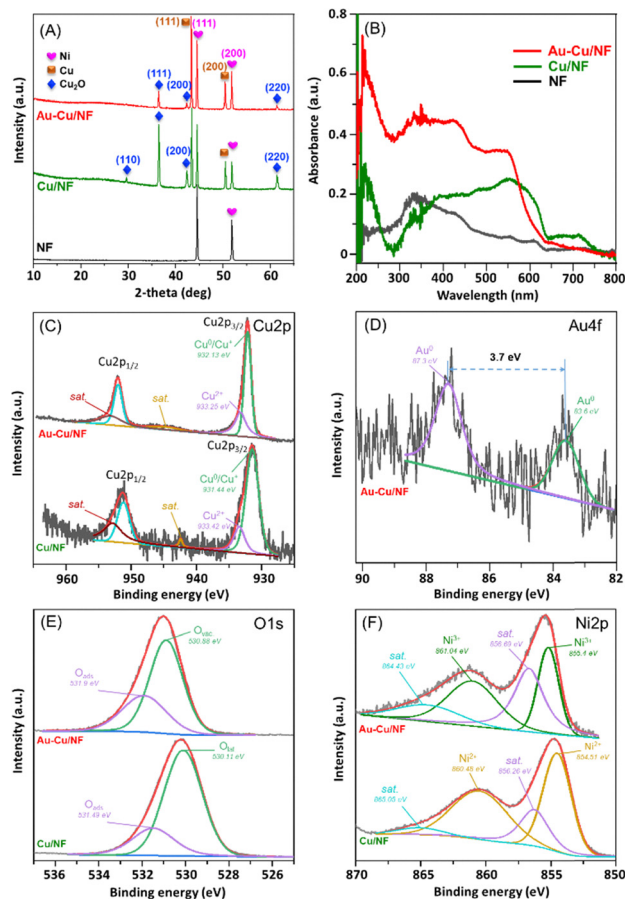 (A)
(111)
(111)
Ni
Cu
Cu₂O
(111)
(200)
(200)
(200)
(220)
Au-Cu/NF
(110)
(200)
(220)
Cu/NF
NF
Intensity (a.u.)
10 20 30 40 50 60
2-theta (deg)
(B)
Au-Cu/NF
Cu/NF
NF
Absorbance (a.u.)
0.8
0.6
0.4
0.2
0
200 300 400 500 600 700 800
Wavelength (nm)
(C)
Cu2p
Cu2p3/2
Cu⁰/Cu⁺
932.13 eV
Cu2p1/2
sat.
sat.
Cu²⁺
933.25 eV
Au-Cu/NF
Cu2p3/2
Cu2p1/2
Cu⁰/Cu⁺
931.44 eV
sat.
sat.
Cu²⁺
933.42 eV
Cu/NF
Intensity (a.u.)
960 950 940 930
Binding energy (eV)
(D)
Au4f
Au⁰
87.3 eV
3.7 eV
Au⁰
83.6 eV
Au-Cu/NF
Intensity (a.u.)
90 88 86 84 82
Binding energy (eV)
(E)
O1s
Ovac
530.88 eV
Oads
531.9 eV
Au-Cu/NF
Olat
530.11 eV
Oads
531.49 eV
Cu/NF
Intensity (a.u.)
536 534 532 530 528 526
Binding energy (eV)
(F)
Ni2p
Ni³⁺
861.04 eV
sat.
856.69 eV
Ni³⁺
855.4 eV
sat.
864.43 eV
Au-Cu/NF
Ni²⁺
860.48 eV
sat.
856.26 eV
Ni²⁺
854.51 eV
sat.
865.05 eV
Cu/NF
Intensity (a.u.)
870 865 860 855 850
Binding energy (eV)